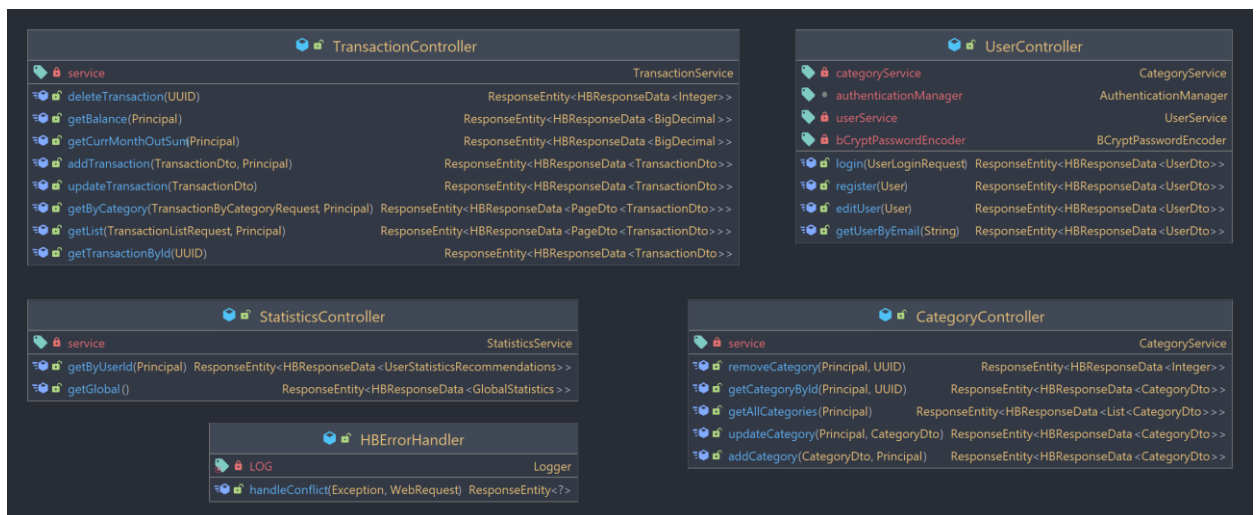 TransactionController
service TransactionService
deleteTransaction(UUID) ResponseEntity<HBResponseData<Integer>>
getBalance(Principal) ResponseEntity<HBResponseData<BigDecimal>>
getCurrMonthOutSum(Principal) ResponseEntity<HBResponseData<BigDecimal>>
addTransaction(TransactionDto, Principal) ResponseEntity<HBResponseData<TransactionDto>>
updateTransaction(TransactionDto) ResponseEntity<HBResponseData<TransactionDto>>
getByCategory(TransactionByCategoryRequest, Principal) ResponseEntity<HBResponseData<PageDto<TransactionDto>>>
getList(TransactionListRequest, Principal) ResponseEntity<HBResponseData<PageDto<TransactionDto>>>
getTransactionById(UUID) ResponseEntity<HBResponseData<TransactionDto>>
UserController
categoryService CategoryService
authenticationManager AuthenticationManager
userService UserService
bCryptPasswordEncoder BCryptPasswordEncoder
login(UserLoginRequest) ResponseEntity<HBResponseData<UserDto>>
register(User) ResponseEntity<HBResponseData<UserDto>>
editUser(User) ResponseEntity<HBResponseData<UserDto>>
getUserByEmail(String) ResponseEntity<HBResponseData<UserDto>>
StatisticsController
service StatisticsService
getByUserId(Principal) ResponseEntity<HBResponseData<UserStatisticsRecommendations>>
getGlobal() ResponseEntity<HBResponseData<GlobalStatistics>>
CategoryController
service CategoryService
removeCategory(Principal, UUID) ResponseEntity<HBResponseData<Integer>>
getCategoryById(Principal, UUID) ResponseEntity<HBResponseData<CategoryDto>>
getAllCategories(Principal) ResponseEntity<HBResponseData<List<CategoryDto>>>
updateCategory(Principal, CategoryDto) ResponseEntity<HBResponseData<CategoryDto>>
addCategory(CategoryDto, Principal) ResponseEntity<HBResponseData<CategoryDto>>
HBErrorHandler
LOG Logger
handleConflict(Exception, WebRequest) ResponseEntity<?>